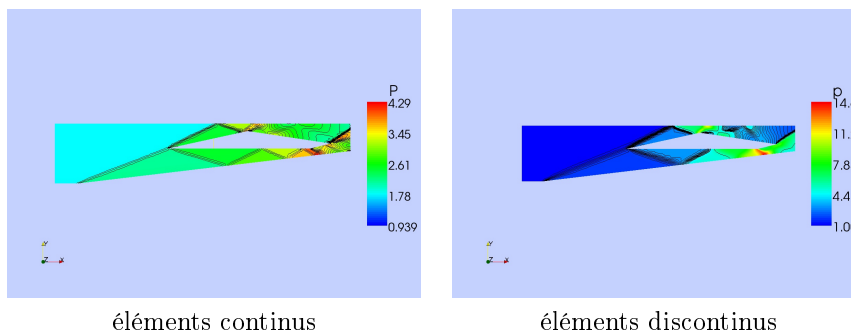 P
4.29
3.45
2.61
1.78
0.939
Y
Z X
éléments continus
p
14.
11.
7.8
4.4
1.0
Y
Z X
éléments discontinus